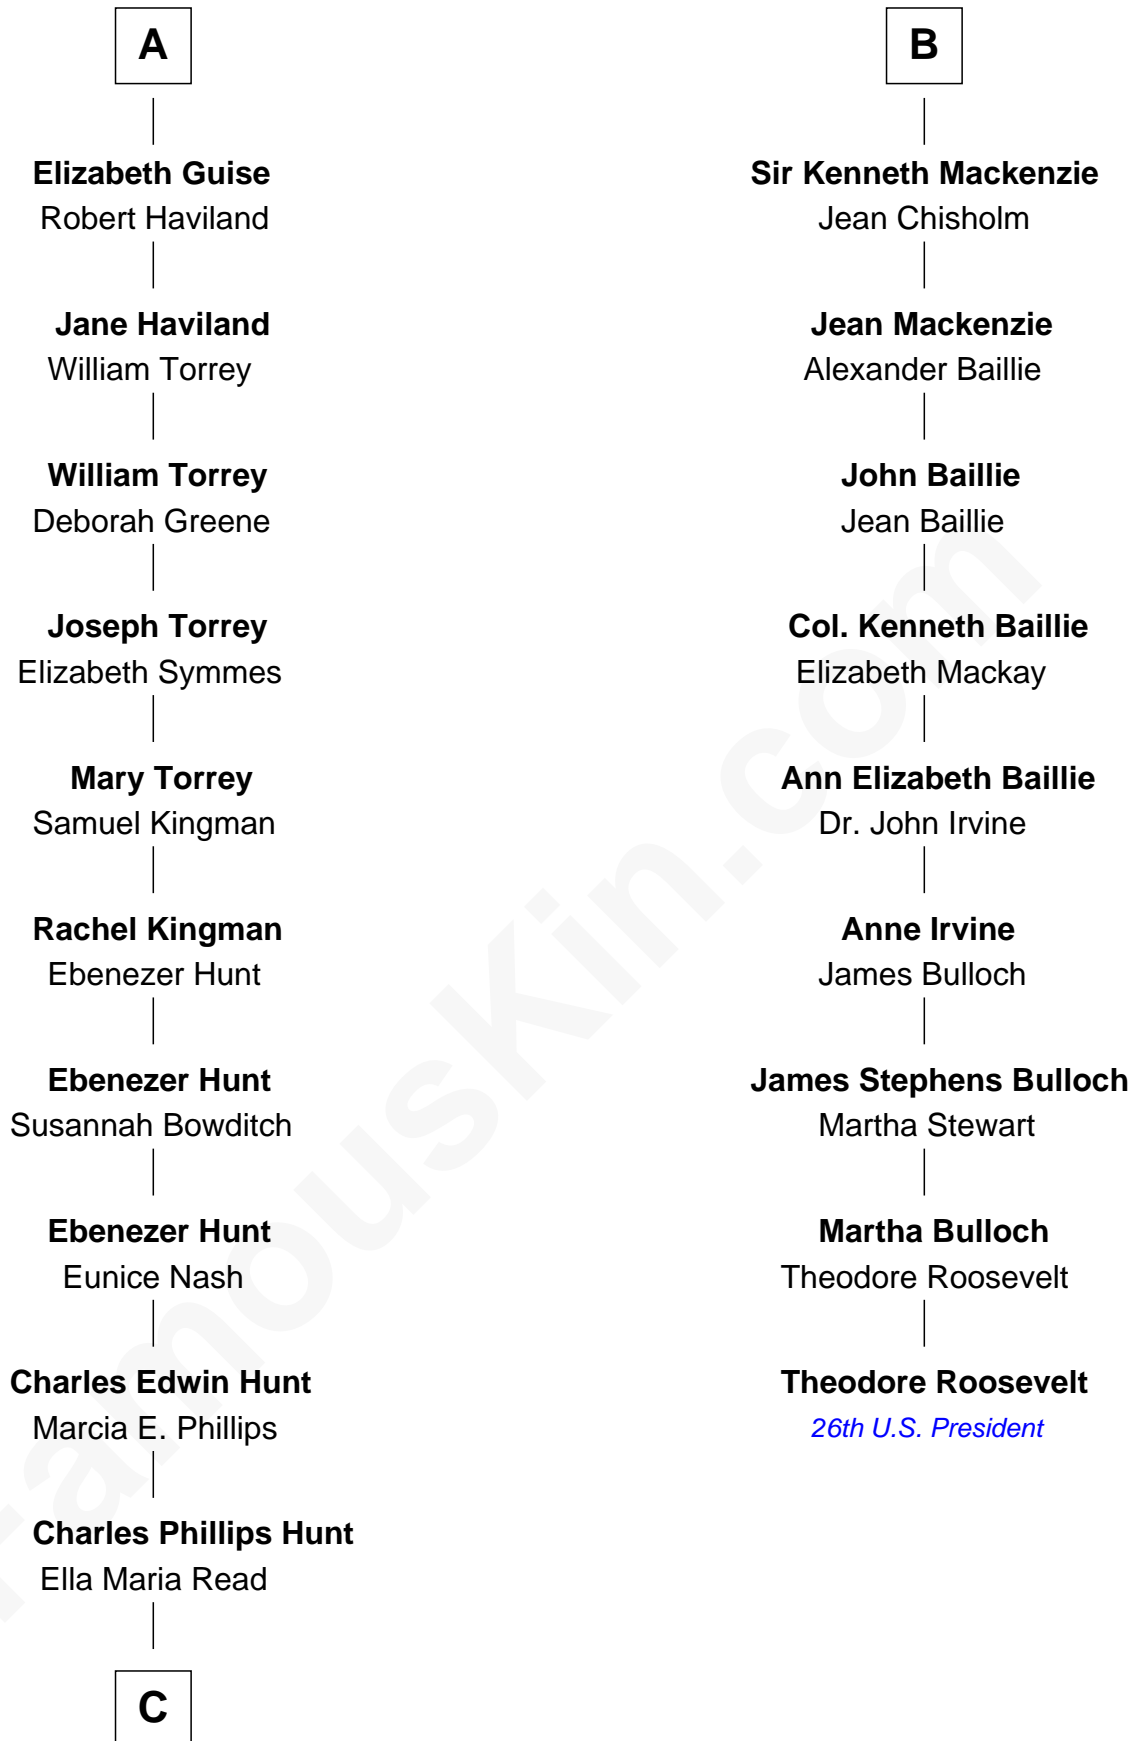 A
Elizabeth Guise
Robert Haviland
Jane Haviland
William Torrey
William Torrey
Deborah Greene
Joseph Torrey
Elizabeth Symmes
Mary Torrey
Samuel Kingman
Rachel Kingman
Ebenezer Hunt
Ebenezer Hunt
Susannah Bowditch
Ebenezer Hunt
Eunice Nash
Charles Edwin Hunt
Marcia E. Phillips
Charles Phillips Hunt
Ella Maria Read
C
B
Sir Kenneth Mackenzie
Jean Chisholm
Jean Mackenzie
Alexander Baillie
John Baillie
Jean Baillie
Col. Kenneth Baillie
Elizabeth Mackay
Ann Elizabeth Baillie
Dr. John Irvine
Anne Irvine
James Bulloch
James Stephens Bulloch
Martha Stewart
Martha Bulloch
Theodore Roosevelt
Theodore Roosevelt
26th U.S. President
FamousKin.com